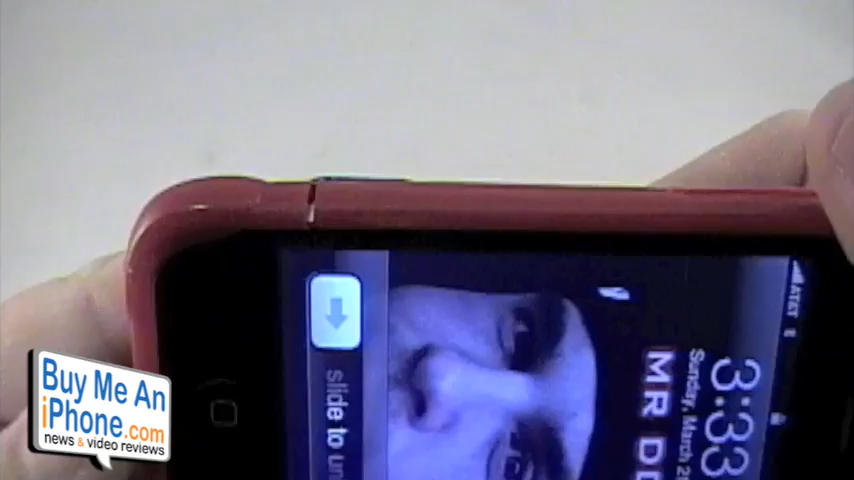 AT&T E
3:33
Sunday, March 2
MR D
slide to un
Buy Me An
iPhone.com
news & video reviews